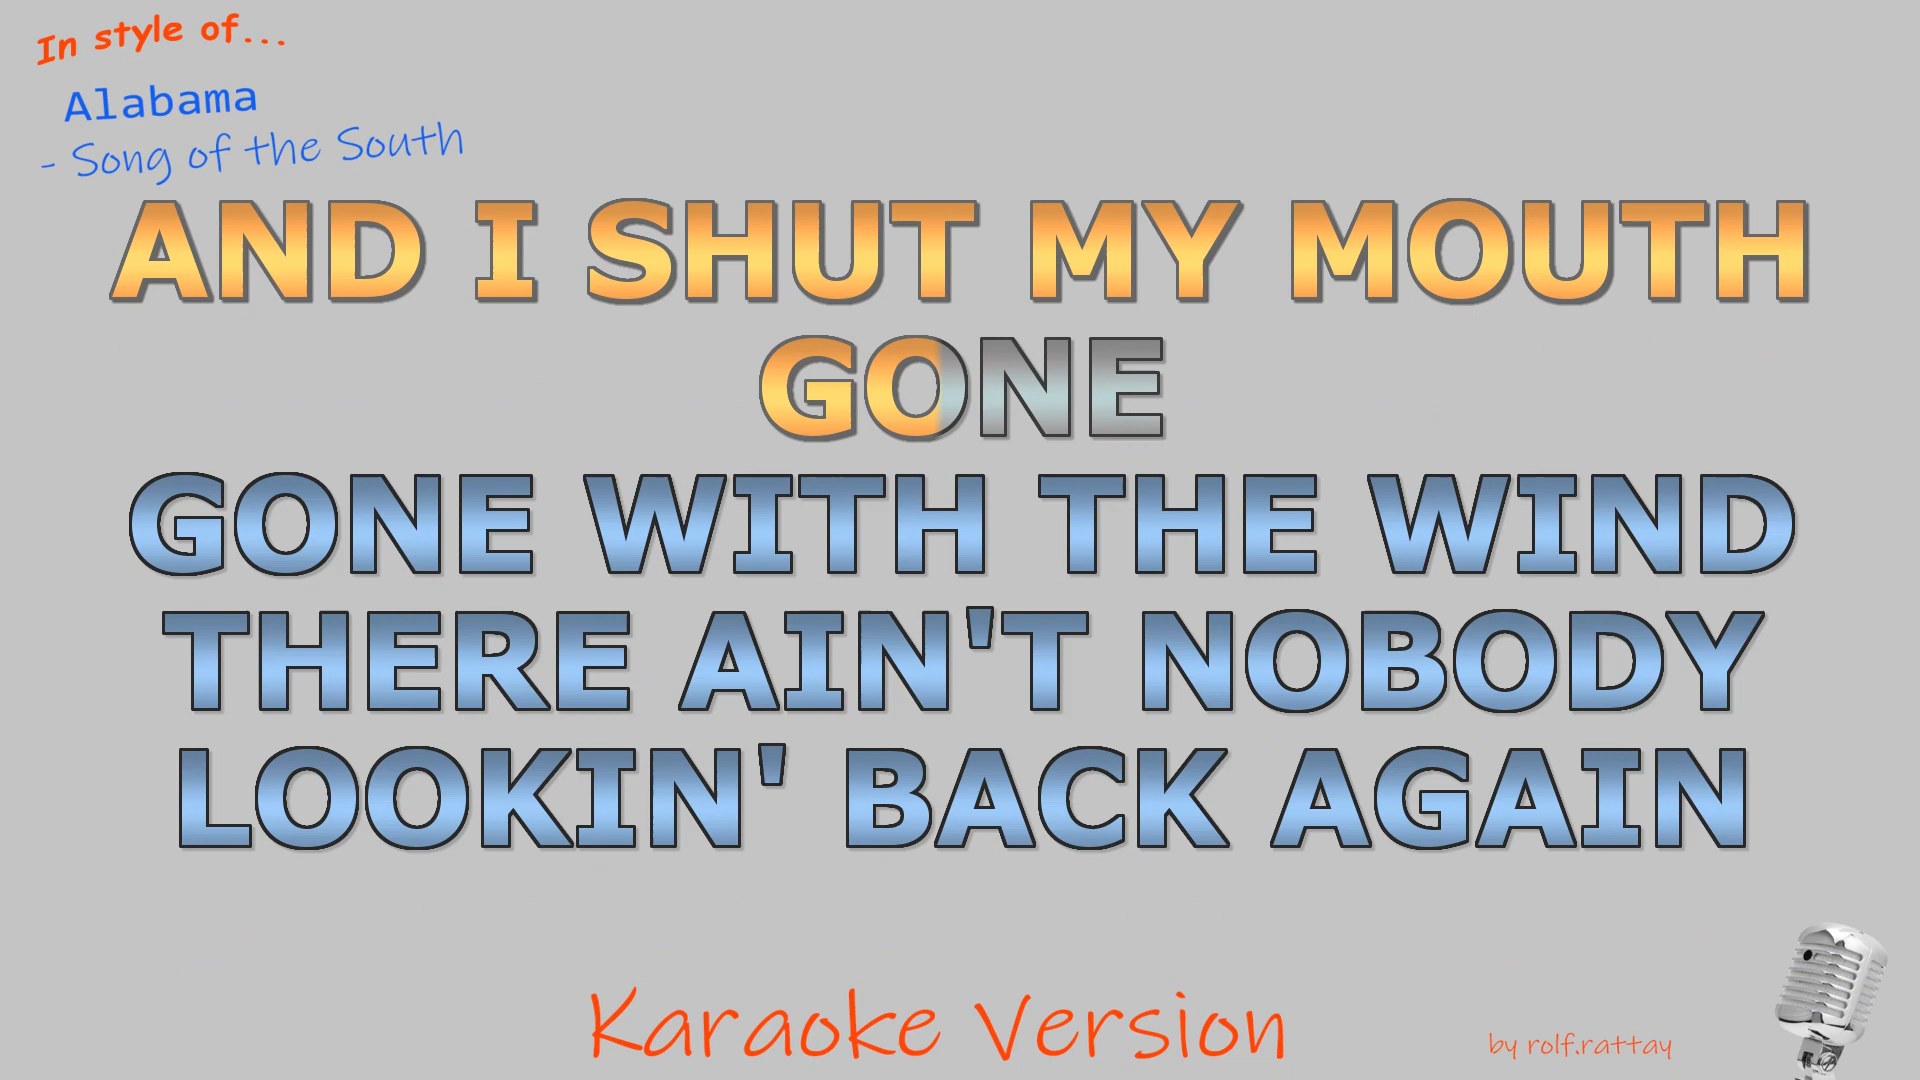 In style of...
Alabama
- Song of the South
AND I SHUT MY MOUTH
GONE
GONE WITH THE WIND
THERE AIN'T NOBODY
LOOKIN' BACK AGAIN
Karaoke Version
by rolf.rattay